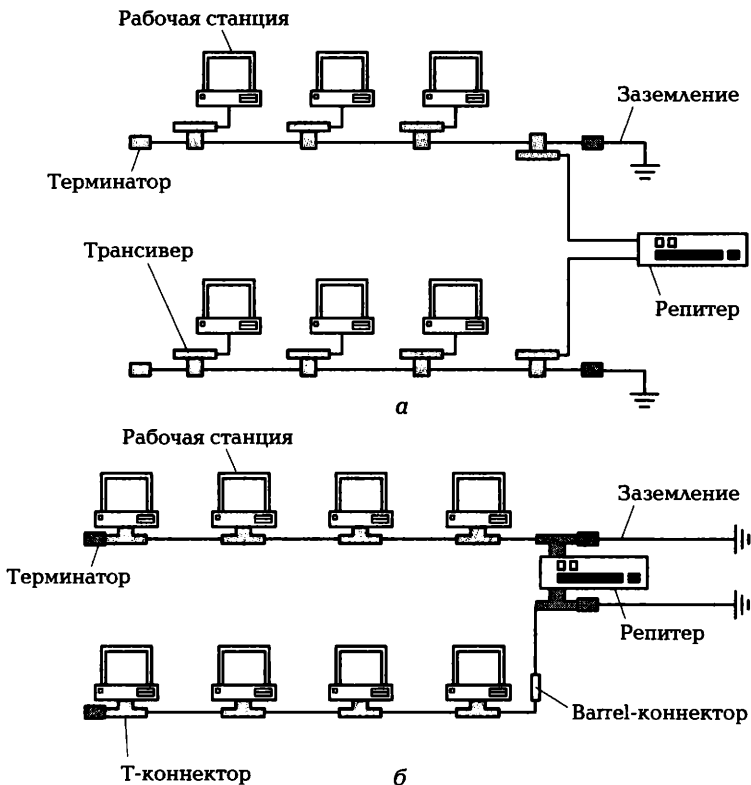 Рабочая станция
Заземление
Терминатор
Трансивер
Репитер
а
Рабочая станция
Заземление
Терминатор
Репитер
Barrel-коннектор
Т-коннектор
б